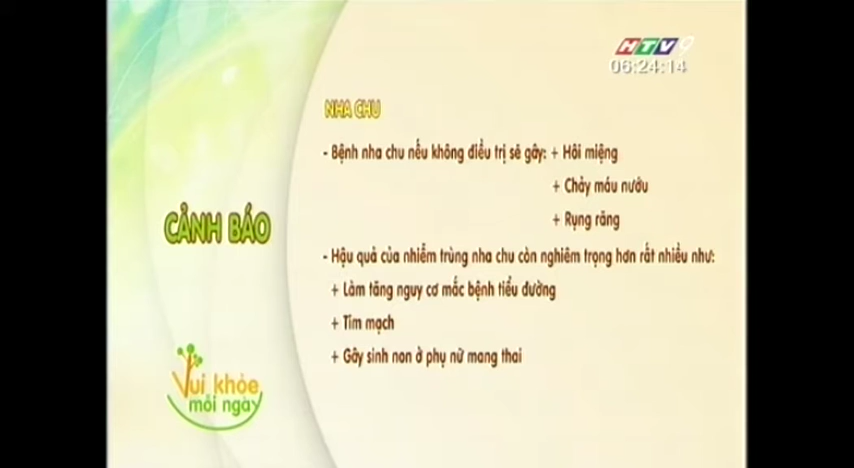 HTV9
06:24:14
NHA CHU
- Bệnh nha chu nếu không điều trị sẽ gây: + Hôi miệng
+ Chảy máu nướu
+ Rụng răng
CẢNH BÁO
- Hậu quả của nhiễm trùng nha chu còn nghiêm trọng hơn rất nhiều như:
+ Làm tăng nguy cơ mắc bệnh tiểu đường
+ Tim mạch
+ Gây sinh non ở phụ nữ mang thai
Vui khỏe
mỗi ngày